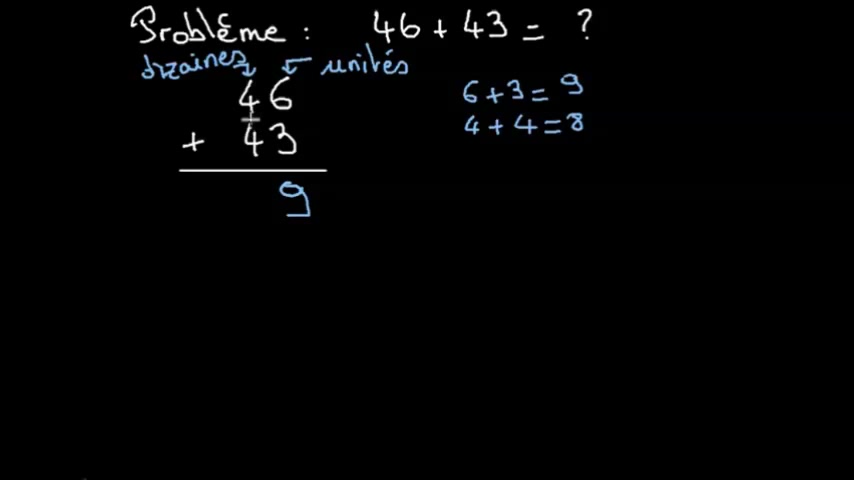 Problème : 46 + 43 = ?
dizaines unités
46
6 + 3 = 9
+ 43
4 + 4 = 8
9